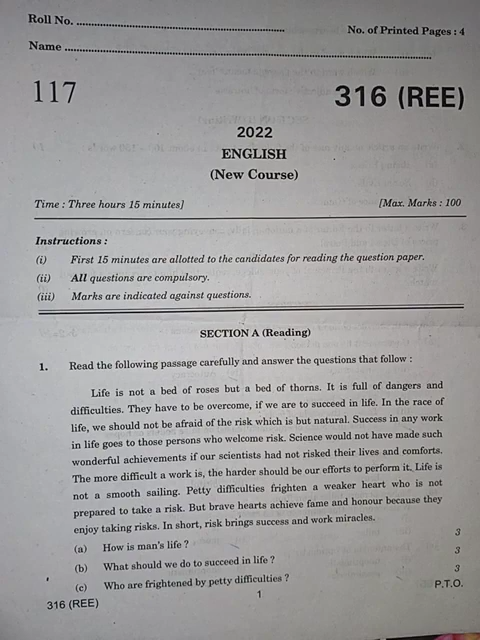 Roll No. ........................................................
No. of Printed Pages : 4
Name ....................................................................................................
117
316 (REE)
2022
ENGLISH
(New Course)
Time : Three hours 15 minutes]
[Max. Marks : 100
Instructions :
(i) First 15 minutes are allotted to the candidates for reading the question paper.
(ii) All questions are compulsory.
(iii) Marks are indicated against questions.
SECTION A (Reading)
1. Read the following passage carefully and answer the questions that follow :
Life is not a bed of roses but a bed of thorns. It is full of dangers and
difficulties. They have to be overcome, if we are to succeed in life. In the race of
life, we should not be afraid of the risk which is but natural. Success in any work
in life goes to those persons who welcome risk. Science would not have made such
wonderful achievements if our scientists had not risked their lives and comforts.
The more difficult a work is, the harder should be our efforts to perform it. Life is
not a smooth sailing. Petty difficulties frighten a weaker heart who is not
prepared to take a risk. But brave hearts achieve fame and honour because they
enjoy taking risks. In short, risk brings success and work miracles.
(a) How is man's life ? 3
(b) What should we do to succeed in life ? 3
(c) Who are frightened by petty difficulties ? 3
316 (REE)
1
P.T.O.